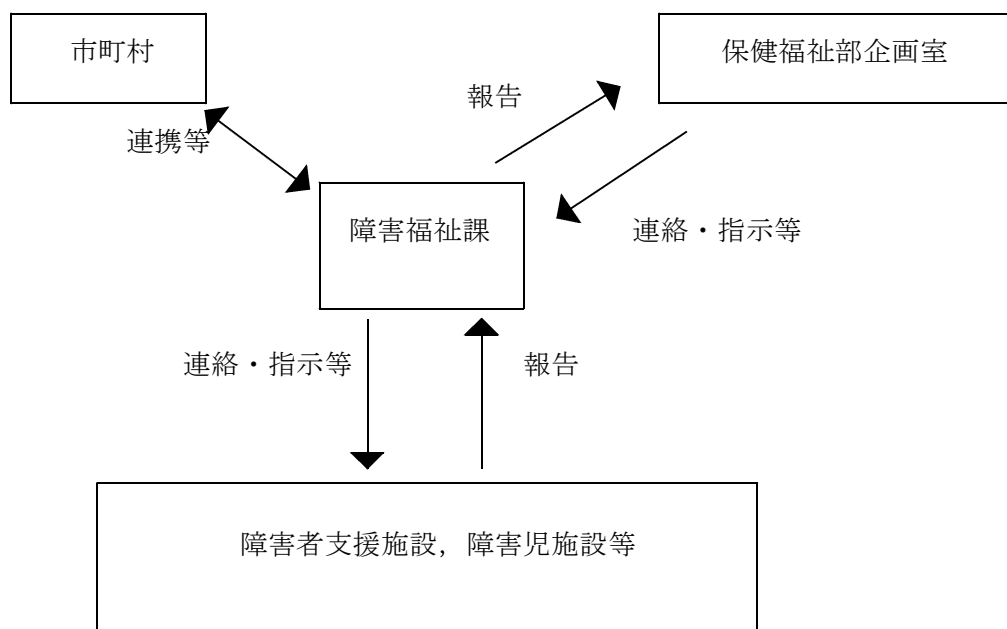 市町村
保健福祉部企画室
報告
連携等
障害福祉課
連絡・指示等
連絡・指示等
報告
障害者支援施設，障害児施設等